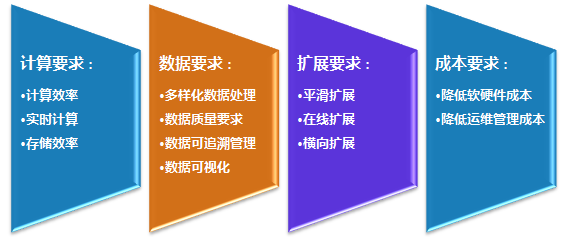 计算要求：
•计算效率
•实时计算
•存储效率
数据要求：
•多样化数据处理
•数据质量要求
•数据可追溯管理
•数据可视化
扩展要求：
•平滑扩展
•在线扩展
•横向扩展
成本要求：
•降低软硬件成本
•降低运维管理成本